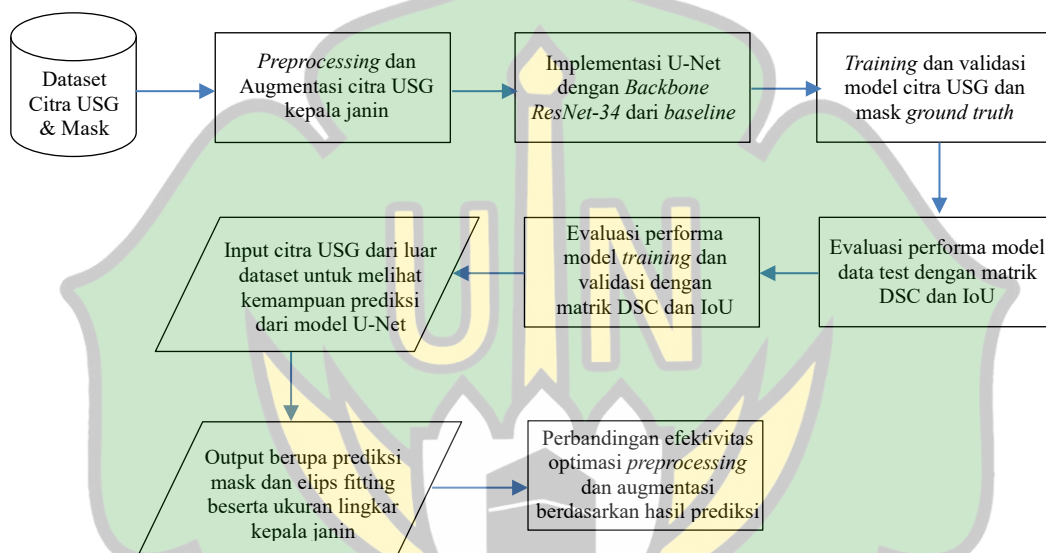 Dataset
Citra USG
& Mask
Preprocessing dan
Augmentasi citra USG
kepala janin
Implementasi U-Net
dengan Backbone
ResNet-34 dari baseline
Training dan validasi
model citra USG dan
mask ground truth
Evaluasi performa model
data test dengan matrik
DSC dan IoU
Evaluasi performa
model training dan
validasi dengan
matrik DSC dan IoU
Input citra USG dari luar
dataset untuk melihat
kemampuan prediksi
dari model U-Net
Output berupa prediksi
mask dan elips fitting
beserta ukuran lingkar
kepala janin
Perbandingan efektivitas
optimasi preprocessing
dan augmentasi
berdasarkan hasil prediksi
UIN